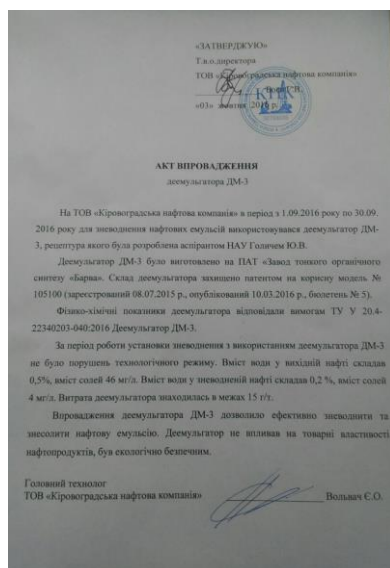 «ЗАТВЕРДЖУЮ»
Т.в.о.директора
ТОВ «Кіровоградська нафтова компанія»
«03» жовтня 2016 р.
КНК
АКТ ВПРОВАДЖЕННЯ
деемульгатора ДМ-3
На ТОВ «Кіровоградська нафтова компанія» в період з 1.09.2016 року по 30.09.
2016 року для зневоднення нафтових емульсій використовувався деемульгатор ДМ-
3, рецептура якого була розроблена аспірантом НАУ Голичем Ю.В.
Деемульгатор ДМ-3 було виготовлено на ПАТ «Завод тонкого органічного
синтезу «Барва». Склад деемульгатора захищено патентом на корисну модель №
105100 (зареєстрований 08.07.2015 р., опублікований 10.03.2016 р., бюлетень № 5).
Фізико-хімічні показники деемульгатора відповідали вимогам ТУ У 20.4-
22340203-040:2016 Деемульгатор ДМ-3.
За період роботи установки зневоднення з використанням деемульгатора ДМ-3
не було порушень технологічного режиму. Вміст води у вихідній нафті складав
0,5%, вміст солей 46 мг/л. Вміст води у зневодненій нафті складав 0,2 %, вміст солей
4 мг/л. Витрата деемульгатора знаходилась в межах 15 г/т.
Впровадження деемульгатора ДМ-3 дозволило ефективно зневоднити та
знесолити нафтову емульсію. Деемульгатор не впливав на товарні властивості
нафтопродуктів, був екологічно безпечним.
Головний технолог
ТОВ «Кіровоградська нафтова компанія» Вольвач Є.О.